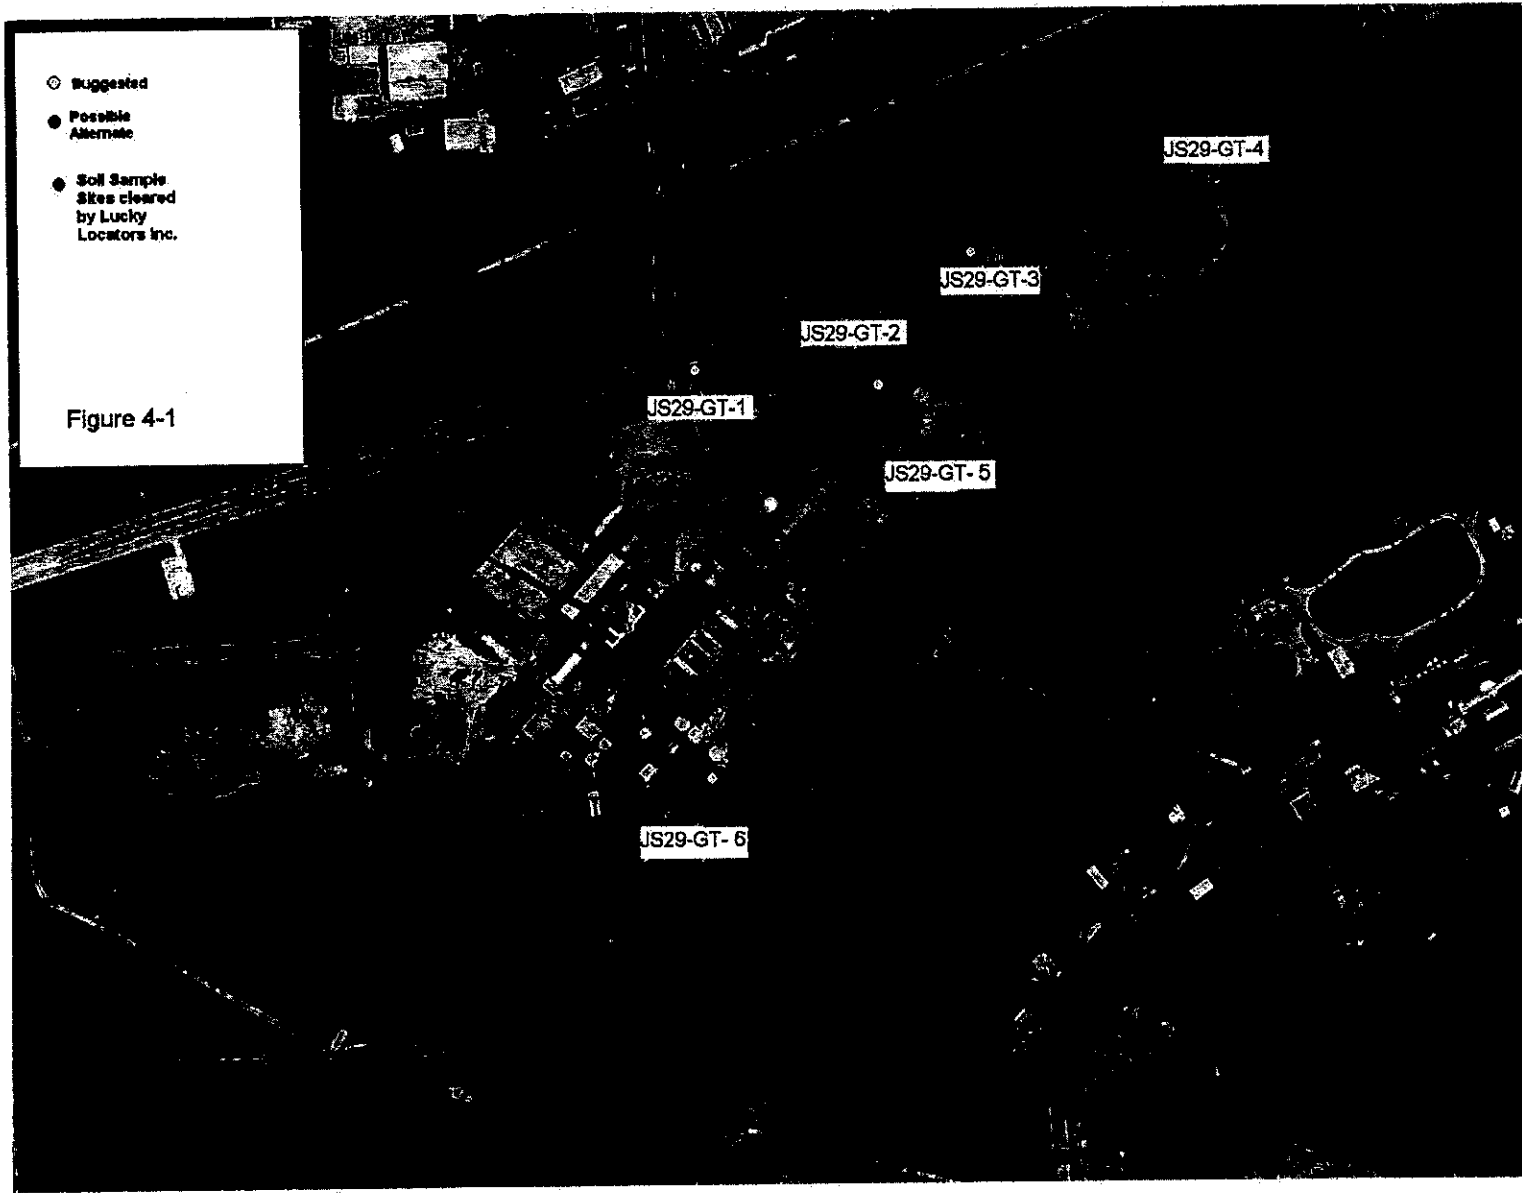 Suggested
Possible
Alternate
Soil Sample
Sites cleared
by Lucky
Locators Inc.
Figure 4-1
JS29-GT-4
JS29-GT-3
JS29-GT-2
JS29-GT-1
JS29-GT- 5
JS29-GT- 6